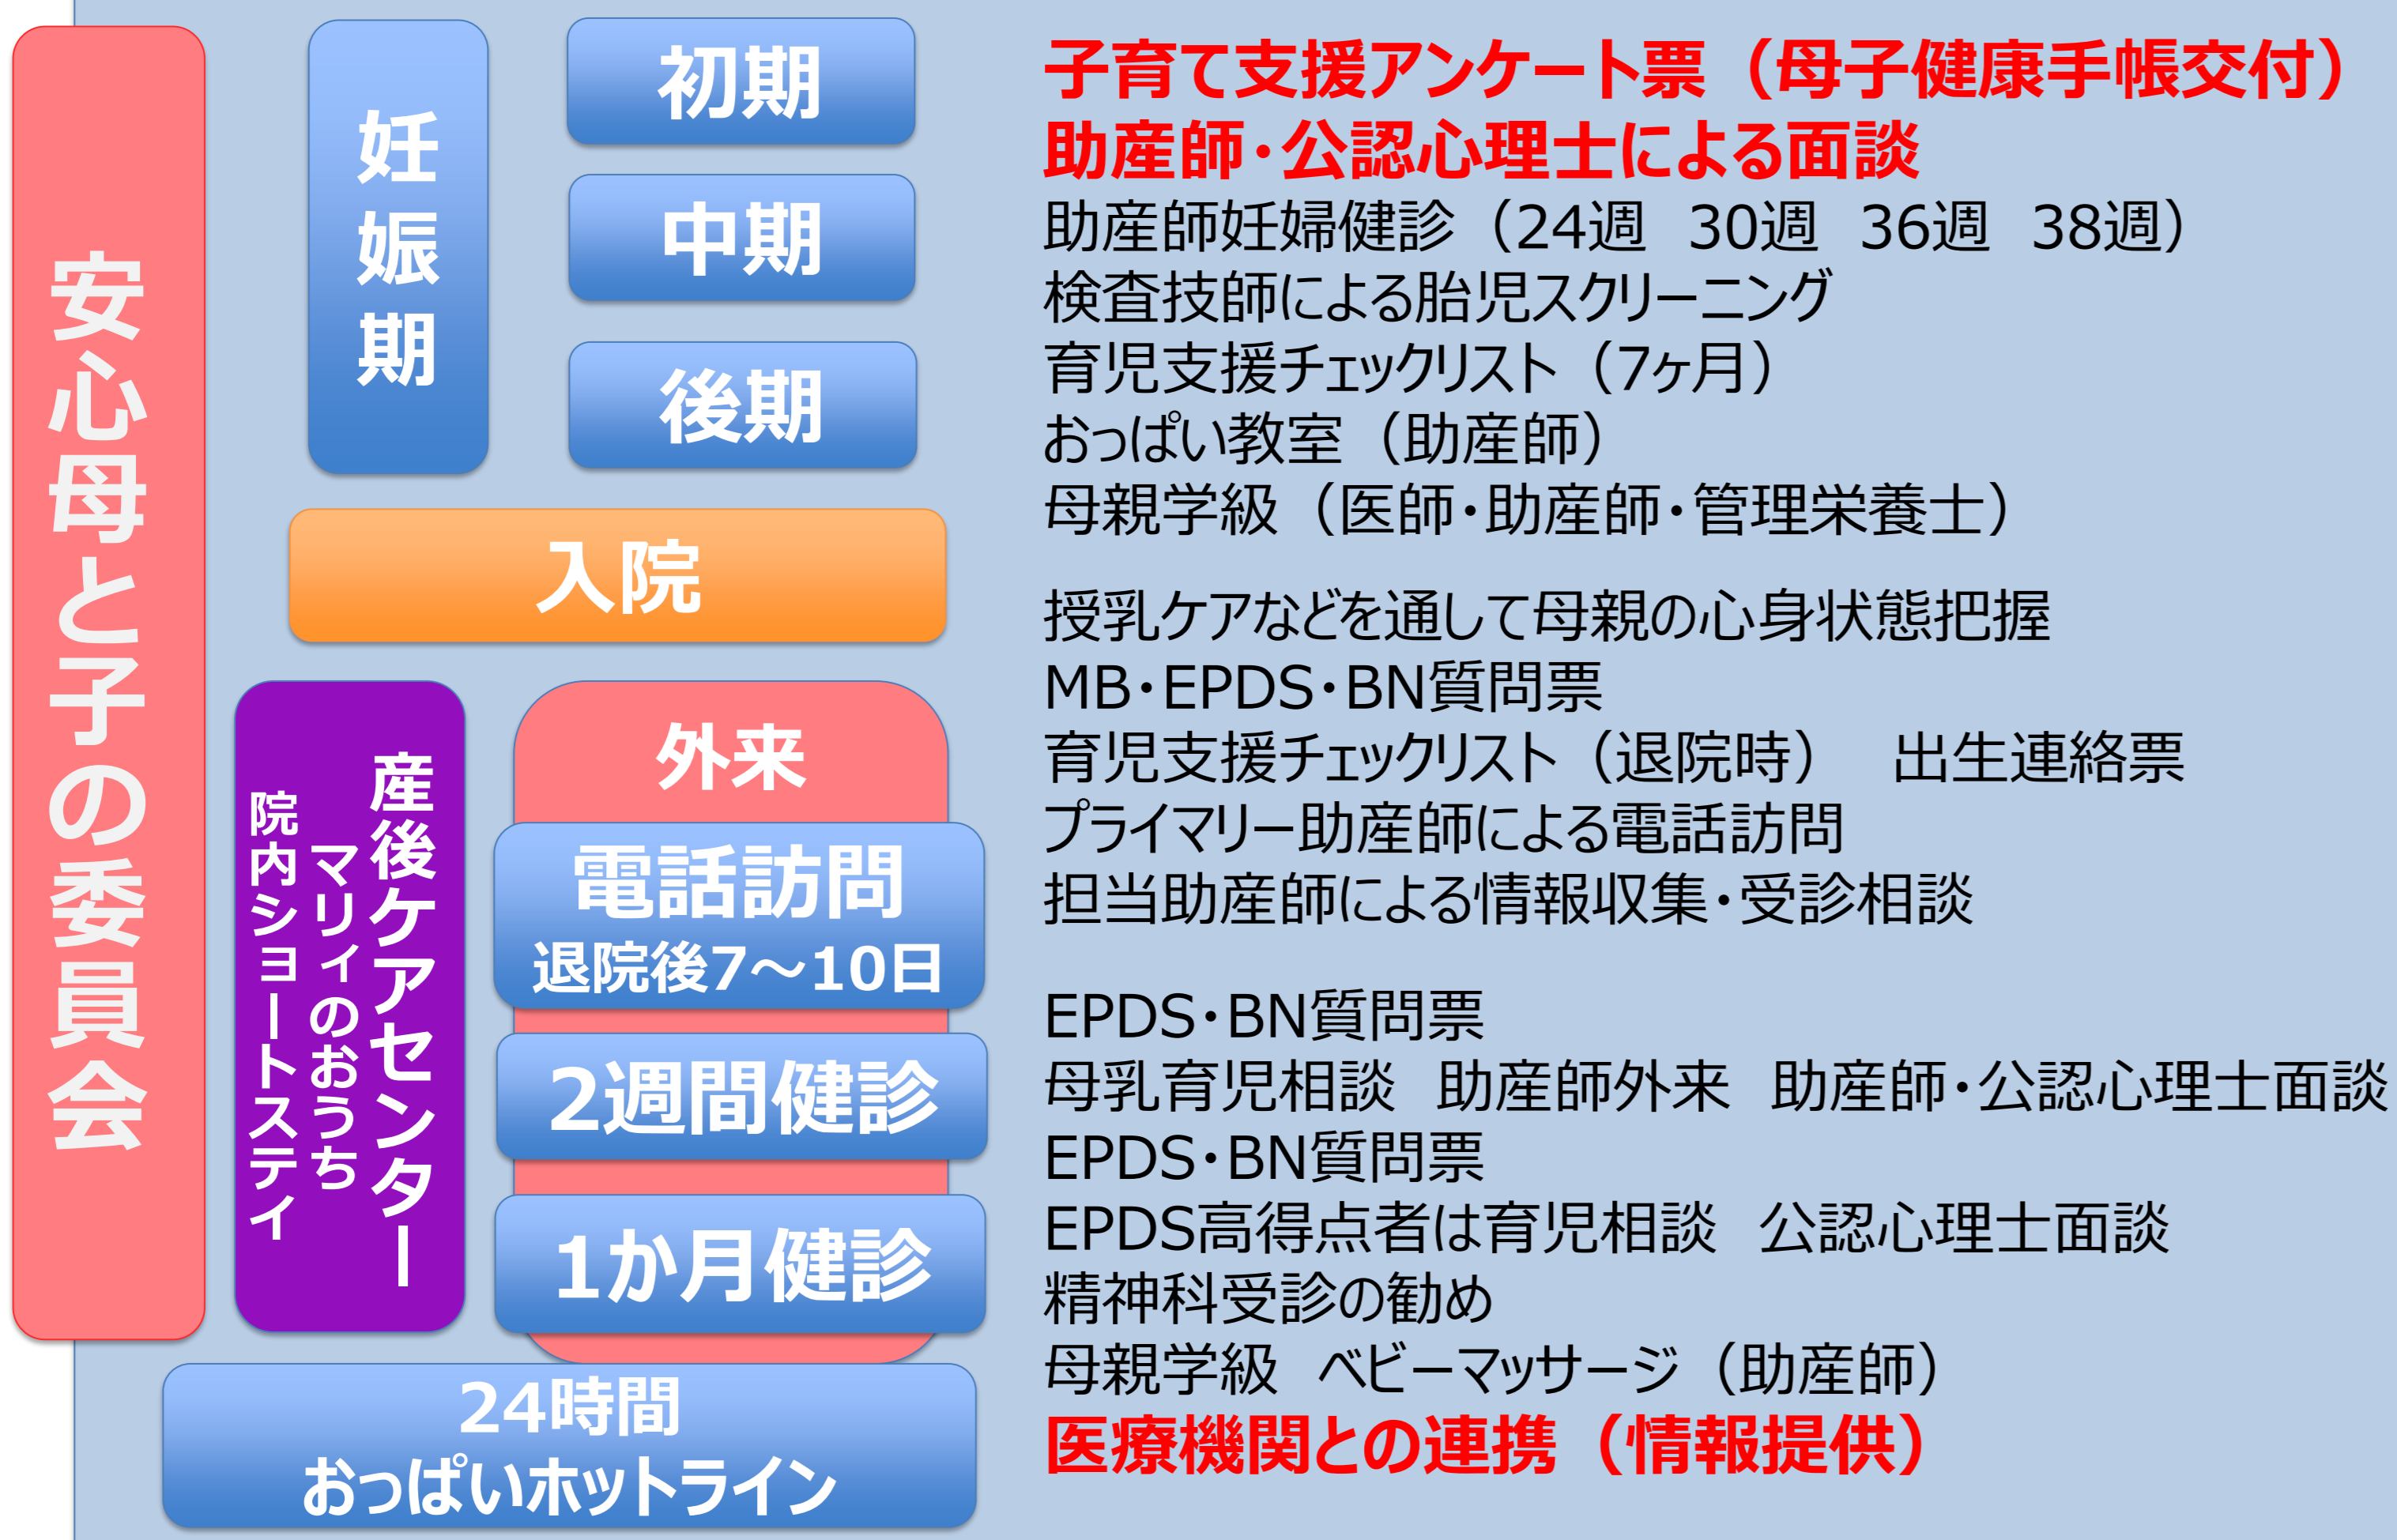 安心母と子の委員会
妊娠期
初期
中期
後期
入院
産後ケアセンター
マリィのおうち
院内ショートステイ
外来
電話訪問
退院後7～10日
2週間健診
1か月健診
24時間
おっぱいホットライン
子育て支援アンケート票（母子健康手帳交付）
助産師・公認心理士による面談
助産師妊婦健診（24週　30週　36週　38週）
検査技師による胎児スクリーニング
育児支援チェックリスト（7ヶ月）
おっぱい教室（助産師）
母親学級（医師・助産師・管理栄養士）
授乳ケアなどを通して母親の心身状態把握
MB・EPDS・BN質問票
育児支援チェックリスト（退院時）　出生連絡票
プライマリー助産師による電話訪問
担当助産師による情報収集・受診相談
EPDS・BN質問票
母乳育児相談　助産師外来　助産師・公認心理士面談
EPDS・BN質問票
EPDS高得点者は育児相談　公認心理士面談
精神科受診の勧め
母親学級　ベビーマッサージ（助産師）
医療機関との連携（情報提供）